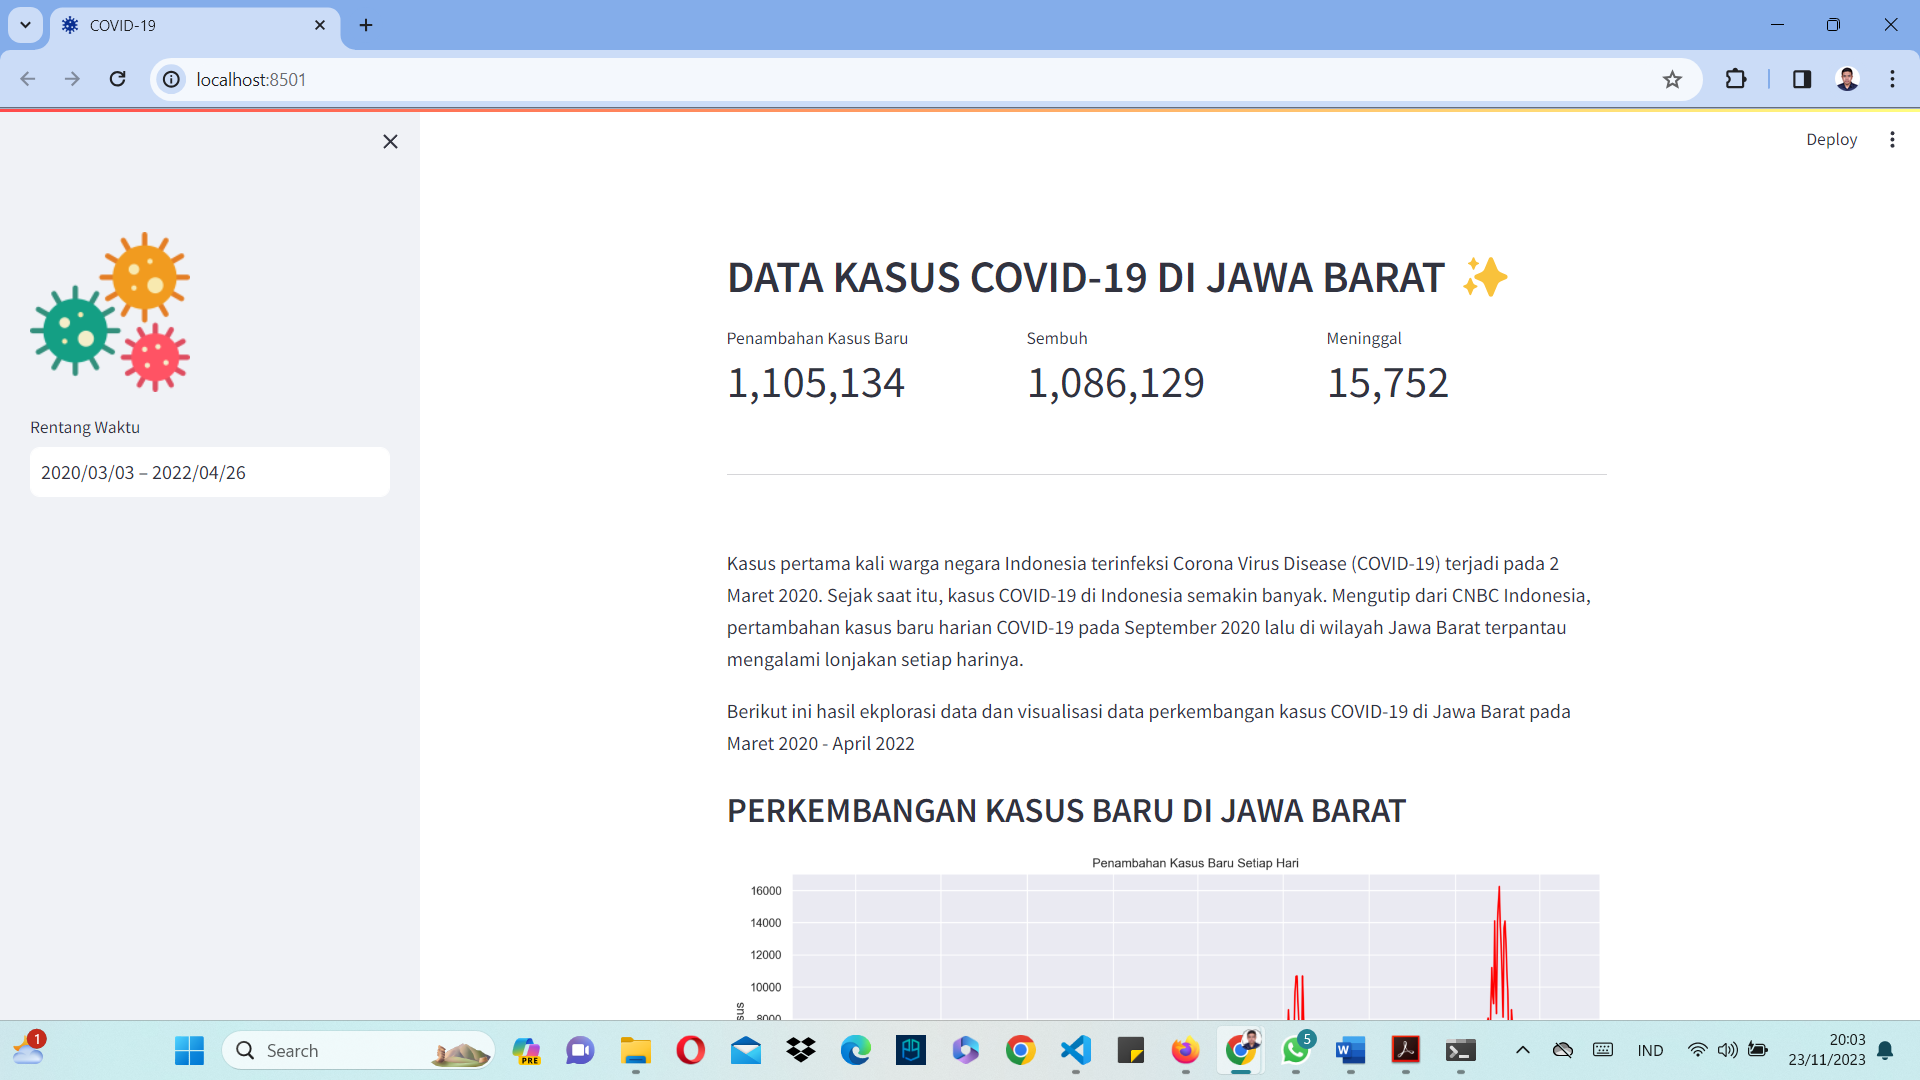 COVID-19
localhost:8501
Deploy
DATA KASUS COVID-19 DI JAWA BARAT
Penambahan Kasus Baru
Sembuh
Meninggal
1,105,134
1,086,129
15,752
Rentang Waktu
2020/03/03 – 2022/04/26
Kasus pertama kali warga negara Indonesia terinfeksi Corona Virus Disease (COVID-19) terjadi pada 2
Maret 2020. Sejak saat itu, kasus COVID-19 di Indonesia semakin banyak. Mengutip dari CNBC Indonesia,
pertambahan kasus baru harian COVID-19 pada September 2020 lalu di wilayah Jawa Barat terpantau
mengalami lonjakan setiap harinya.
Berikut ini hasil ekplorasi data dan visualisasi data perkembangan kasus COVID-19 di Jawa Barat pada
Maret 2020 - April 2022
PERKEMBANGAN KASUS BARU DI JAWA BARAT
Penambahan Kasus Baru Setiap Hari
16000
14000
12000
10000
8000
1
Search
PRE
5
IND
20:03
23/11/2023